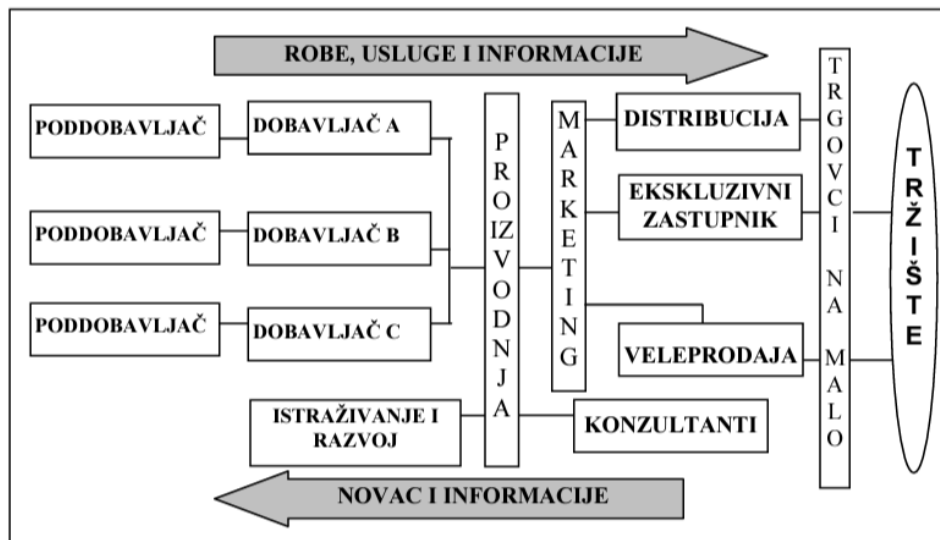 ROBE, USLUGE I INFORMACIJE
PODDOBAVLJAČ
DOBAVLJAČ A
PODDOBAVLJAČ
DOBAVLJAČ B
PODDOBAVLJAČ
DOBAVLJAČ C
ISTRAŽIVANJE I
RAZVOJ
PROIZVODNJA
MARKETING
DISTRIBUCIJA
EKSKLUZIVNI
ZASTUPNIK
VELEPRODAJA
KONZULTANTI
TRGOVCI NA MALO
TRŽIŠTE
NOVAC I INFORMACIJE